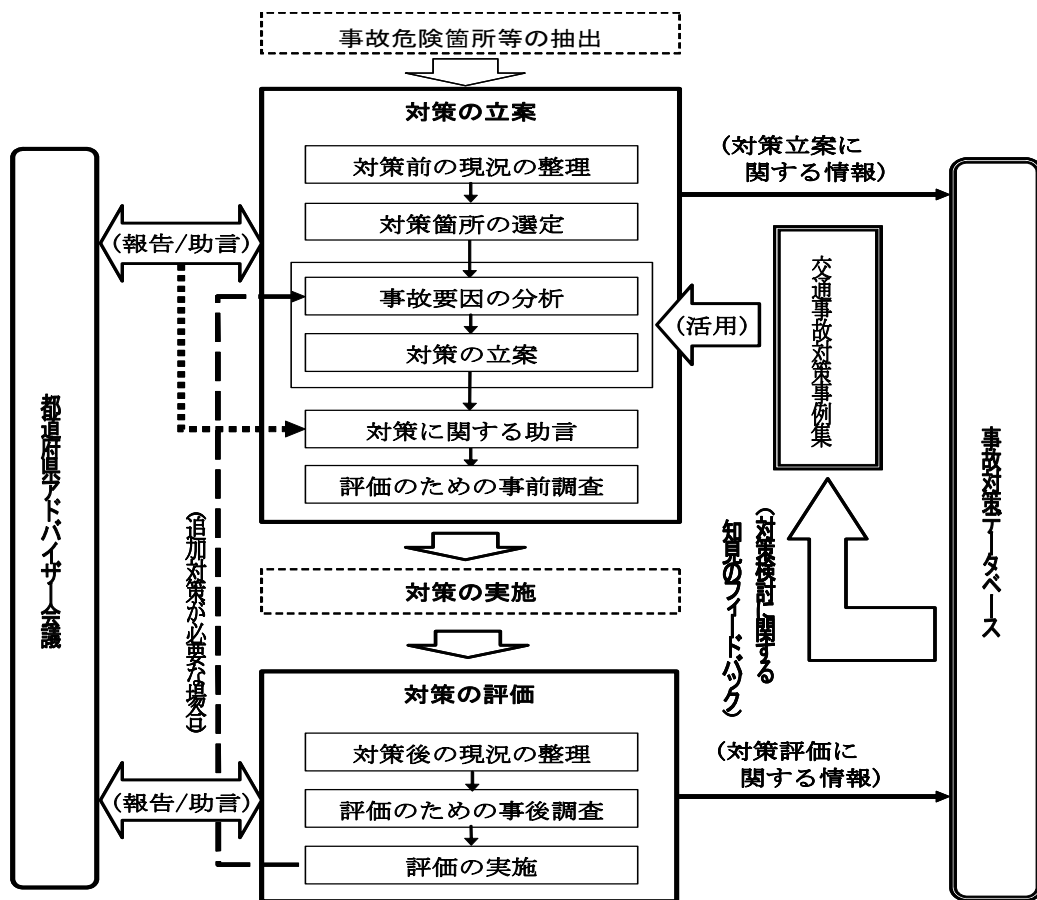 事故危険箇所等の抽出
対策の立案
対策前の現況の整理
対策箇所の選定
事故要因の分析
対策の立案
対策に関する助言
評価のための事前調査
対策の実施
対策の評価
対策後の現況の整理
評価のための事後調査
評価の実施
都道府県アドバイザー会議
(報告/助言)
(報告/助言)
(追加対策が必要な場合)
(対策立案に
関する情報)
交通事故対策事例集
(活用)
(対策検討に関する
知見のフィードバック)
(対策評価に
関する情報)
事故対策データベース